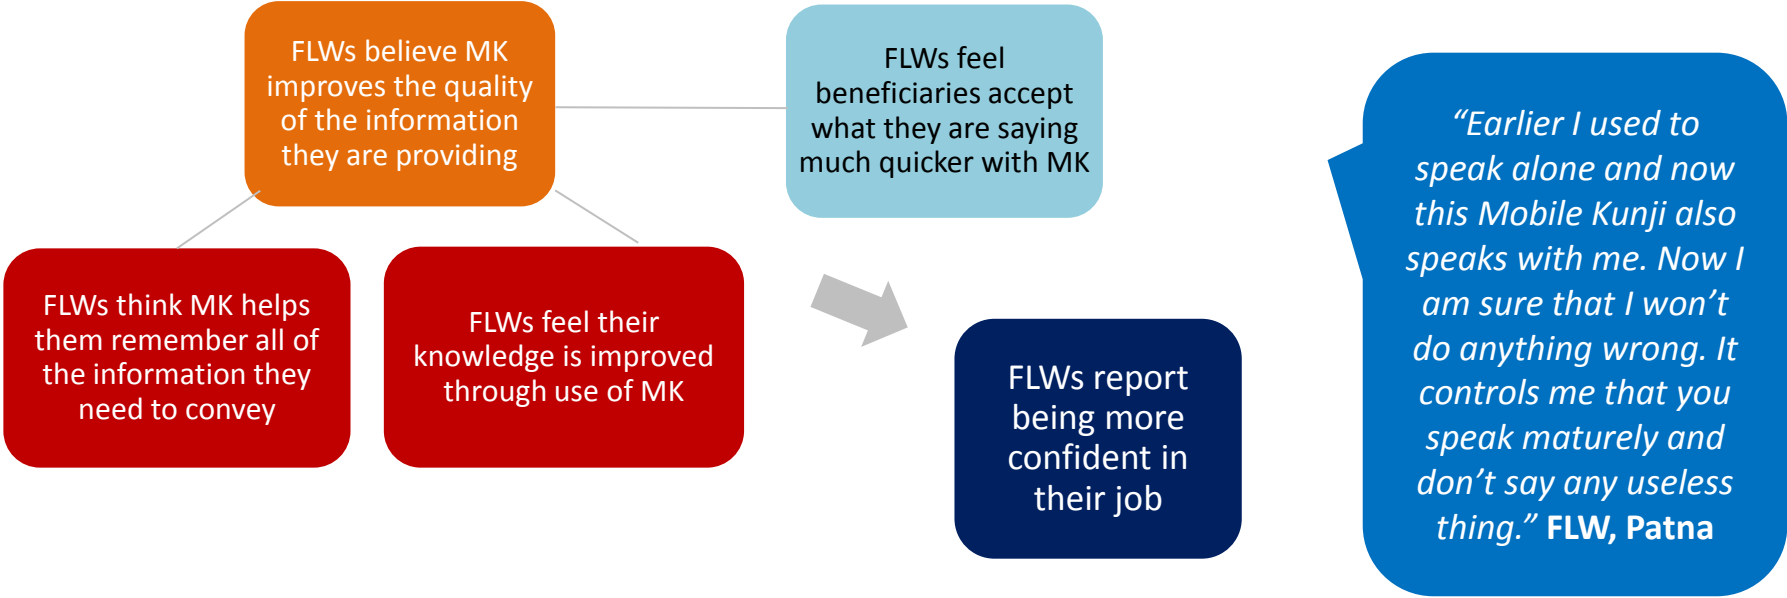 FLWs believe MK
improves the quality
of the information
they are providing
FLWs feel
beneficiaries accept
what they are saying
much quicker with MK
FLWs think MK helps
them remember all of
the information they
need to convey
FLWs feel their
knowledge is improved
through use of MK
FLWs report
being more
confident in
their job
“Earlier I used to
speak alone and now
this Mobile Kunji also
speaks with me. Now I
am sure that I won’t
do anything wrong. It
controls me that you
speak maturely and
don’t say any useless
thing.” FLW, Patna